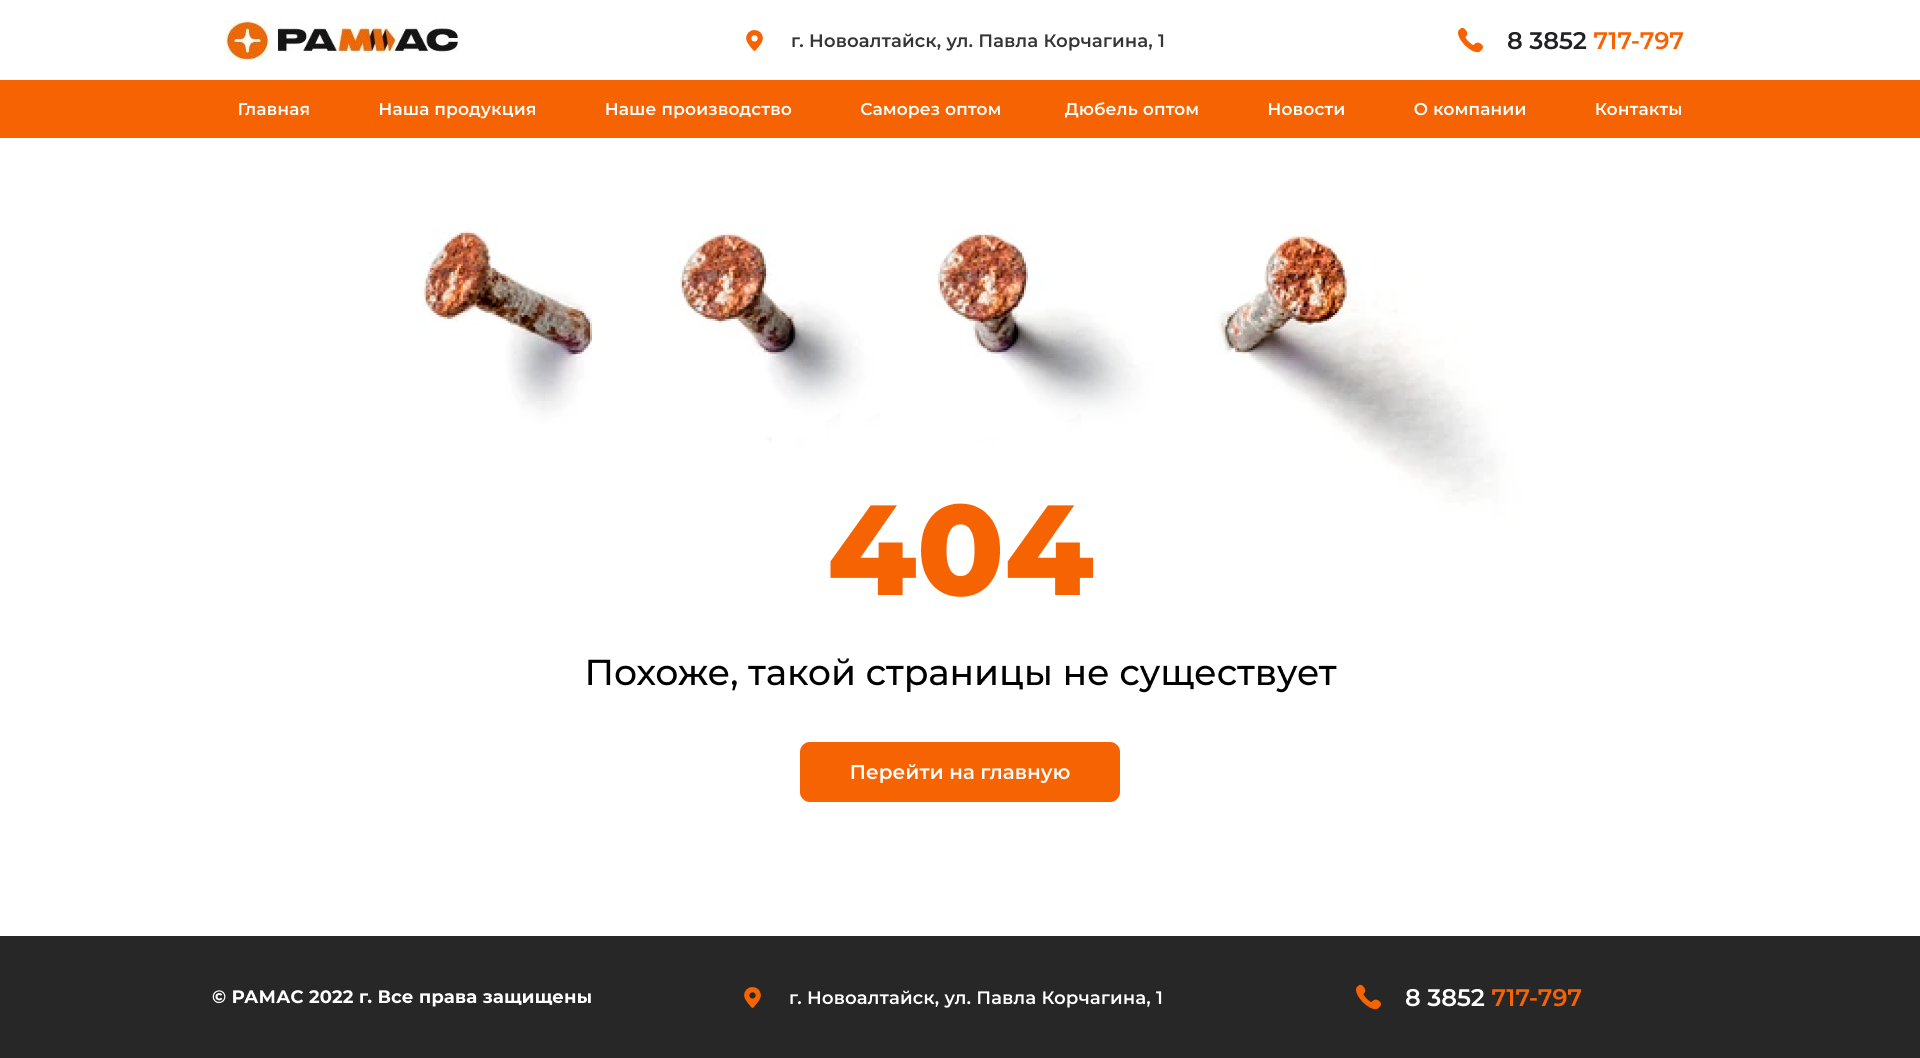 РАМАС
г. Новоалтайск, ул. Павла Корчагина, 1
8 3852 717-797
Главная Наша продукция Наше производство Саморез оптом Дюбель оптом Новости О компании Контакты
404
Похоже, такой страницы не существует
Перейти на главную
© РАМАС 2022 г. Все права защищены
г. Новоалтайск, ул. Павла Корчагина, 1
8 3852 717-797